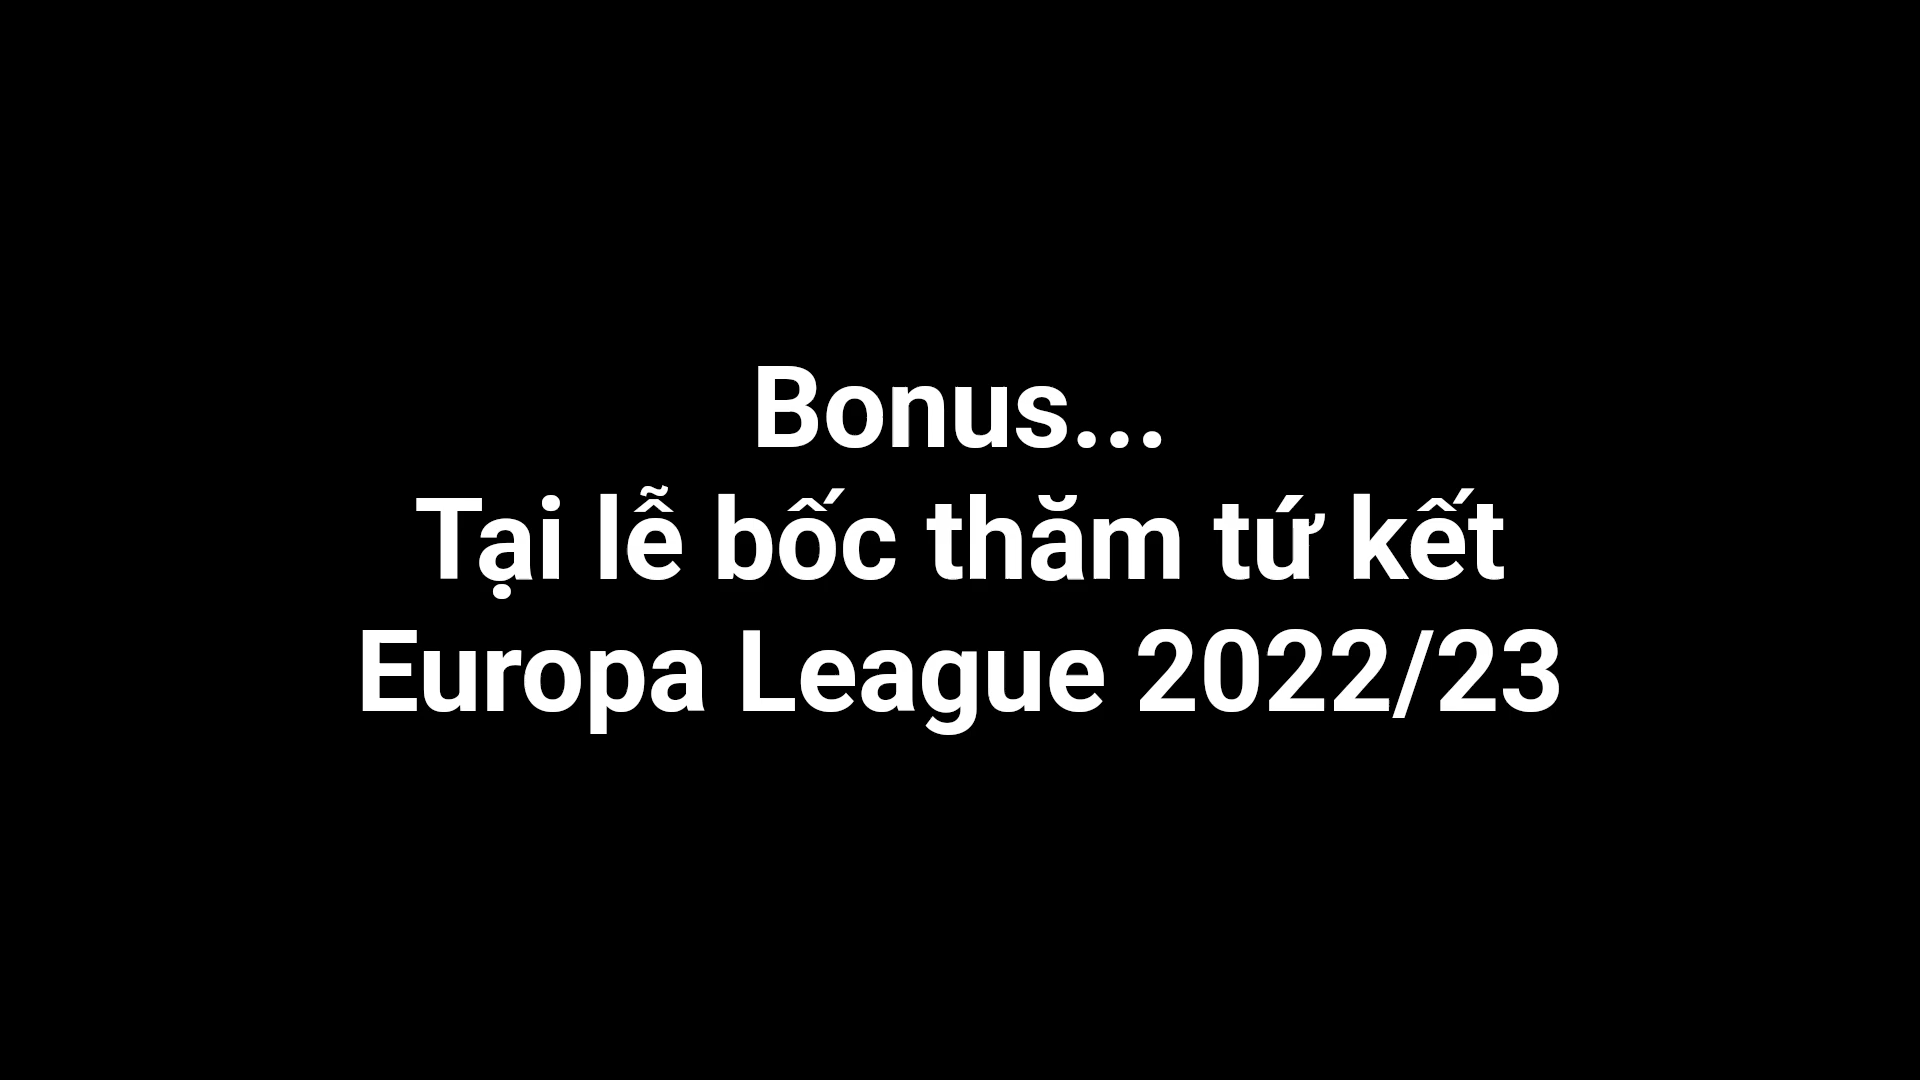 Bonus...
Tại lễ bốc thăm tứ kết
Europa League 2022/23